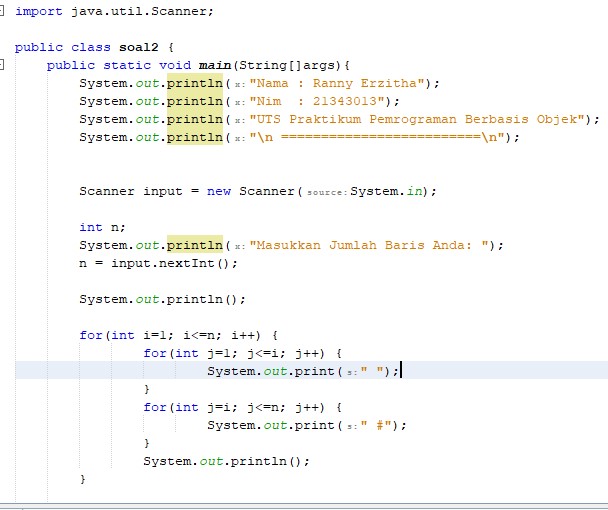 import java.util.Scanner;
public class soal2 {
public static void main(String[]args){
System.out.println( x: "Nama : Ranny Erzitha");
System.out.println( x: "Nim  : 21343013");
System.out.println( x: "UTS Praktikum Pemrograman Berbasis Objek");
System.out.println( x: "\n =========================\n");
Scanner input = new Scanner( source: System.in);
int n;
System.out.println( x: "Masukkan Jumlah Baris Anda: ");
n = input.nextInt();
System.out.println();
for(int i=1; i<=n; i++) {
for(int j=1; j<=i; j++) {
System.out.print( s: " ");
}
for(int j=i; j<=n; j++) {
System.out.print( s: " #");
}
System.out.println();
}